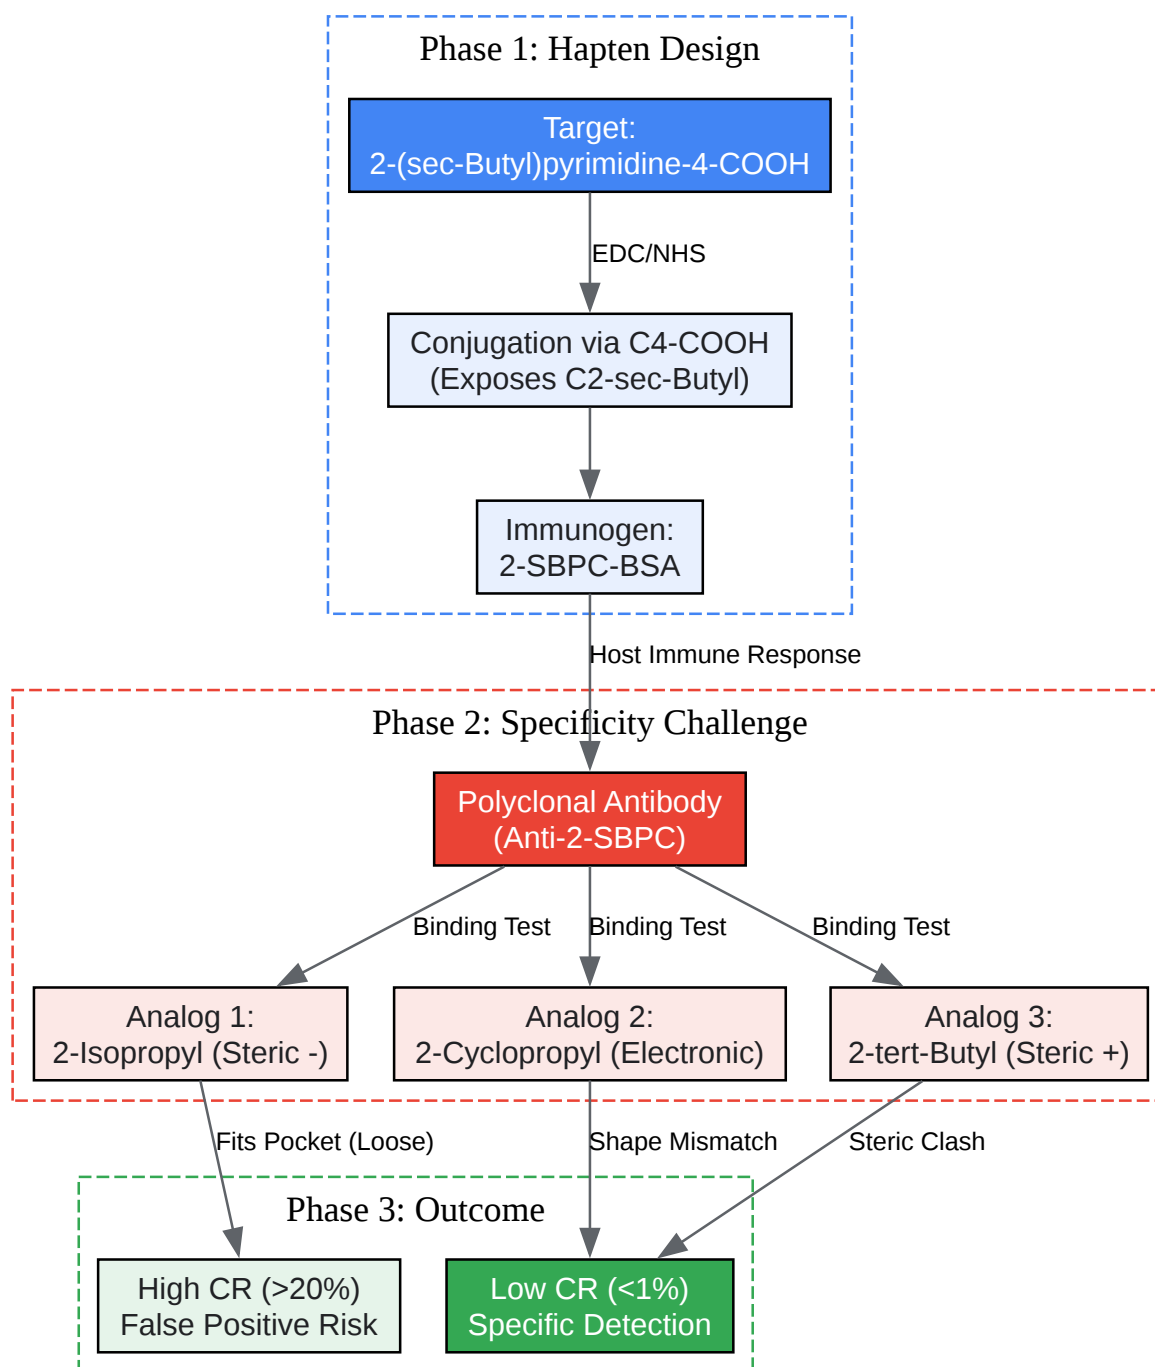 Phase 1: Hapten Design
Target:
2-(sec-Butyl)pyrimidine-4-COOH
EDC/NHS
Conjugation via C4-COOH
(Exposes C2-sec-Butyl)
Immunogen:
2-SBPC-BSA
Host Immune Response
Phase 2: Specificity Challenge
Polyclonal Antibody
(Anti-2-SBPC)
Binding Test
Binding Test
Binding Test
Analog 1:
2-Isopropyl (Steric -)
Analog 2:
2-Cyclopropyl (Electronic)
Analog 3:
2-tert-Butyl (Steric +)
Fits Pocket (Loose)
Shape Mismatch
Steric Clash
Phase 3: Outcome
High CR (>20%)
False Positive Risk
Low CR (<1%)
Specific Detection